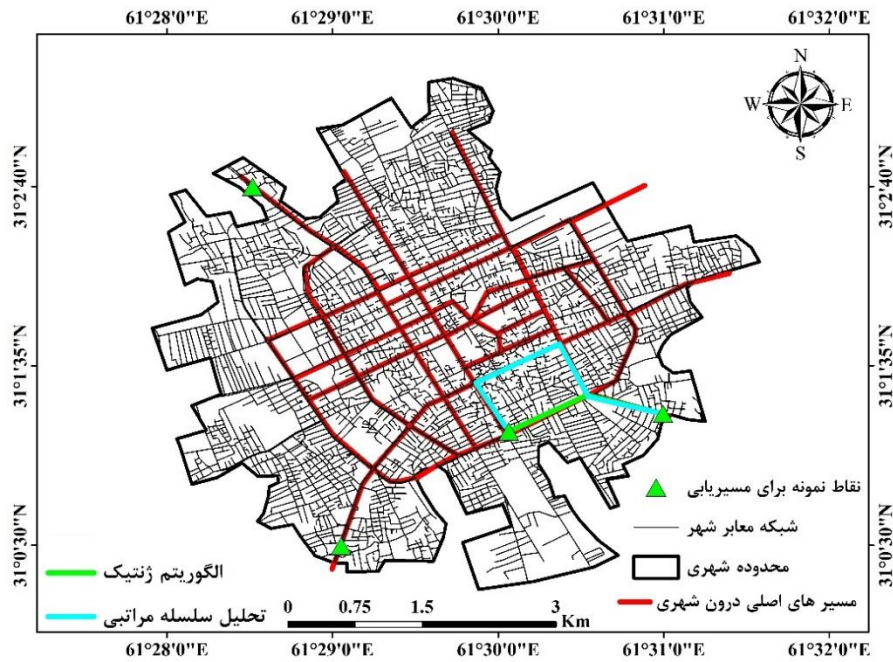 61°28'0"E 61°29'0"E 61°30'0"E 61°31'0"E 61°32'0"E
N
W E
S
31°2'40"N 31°2'40"N
31°1'35"N 31°1'35"N
31°0'30"N 31°0'30"N
نقاط نمونه برای مسیریابی
شبکه معابر شهر
محدوده شهری
مسیر های اصلی درون شهری
الگوریتم ژنتیک
تحلیل سلسله مراتبی
0 0.75 1.5 3
Km
61°28'0"E 61°29'0"E 61°30'0"E 61°31'0"E 61°32'0"E